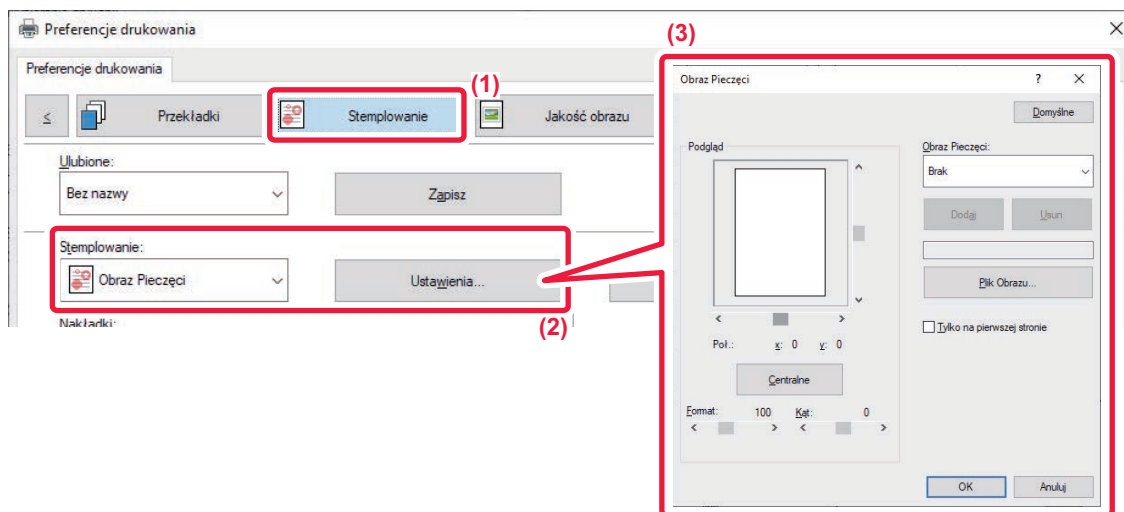 Preferencje drukowania
(3)
Preferencje drukowania
(1)
< Przekładki Stemplowanie Jakość obrazu
Ulubione:
Bez nazwy Zapisz
Stemplowanie:
Obraz Pieczęci Ustawienia...
Nakładki:
(2)
Obraz Pieczęci ? ×
Domyślne
Podgląd
Obraz Pieczęci:
Brak
Dodaj Usun
Plik Obrazu...
Tylko na pierwszej stronie
Poł.: x: 0 y: 0
Centralne
Format: 100 Kąt: 0
OK Anuluj